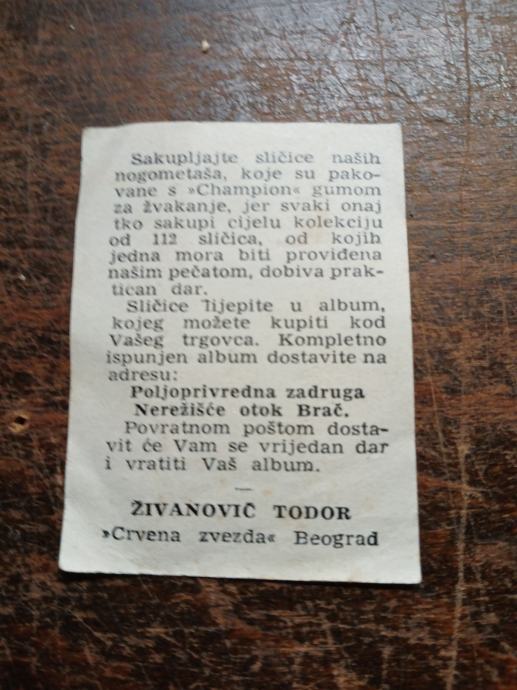 Sakupljajte sličice naših
nogometaša, koje su pako-
vane s »Champion« gumom
za žvakanje, jer svaki onaj
tko sakupi cijelu kolekciju
od 112 sličica, od kojih
jedna mora biti providena
našim pečatom, dobiva prak-
tican dar.
Sličice lijepite u album,
kojeg možete kupiti kod
Vašeg trgovca. Kompletno
ispunjen album dostavite na
adresu:
Poljoprivredna zadruga
Nerežišće otok Brač.
Povratnom poštom dosta-
vit će Vam se vrijedan dar
i vratiti Vaš album.
—
ŽIVANOVIČ TODOR
»Crvena zvezda« Beograd